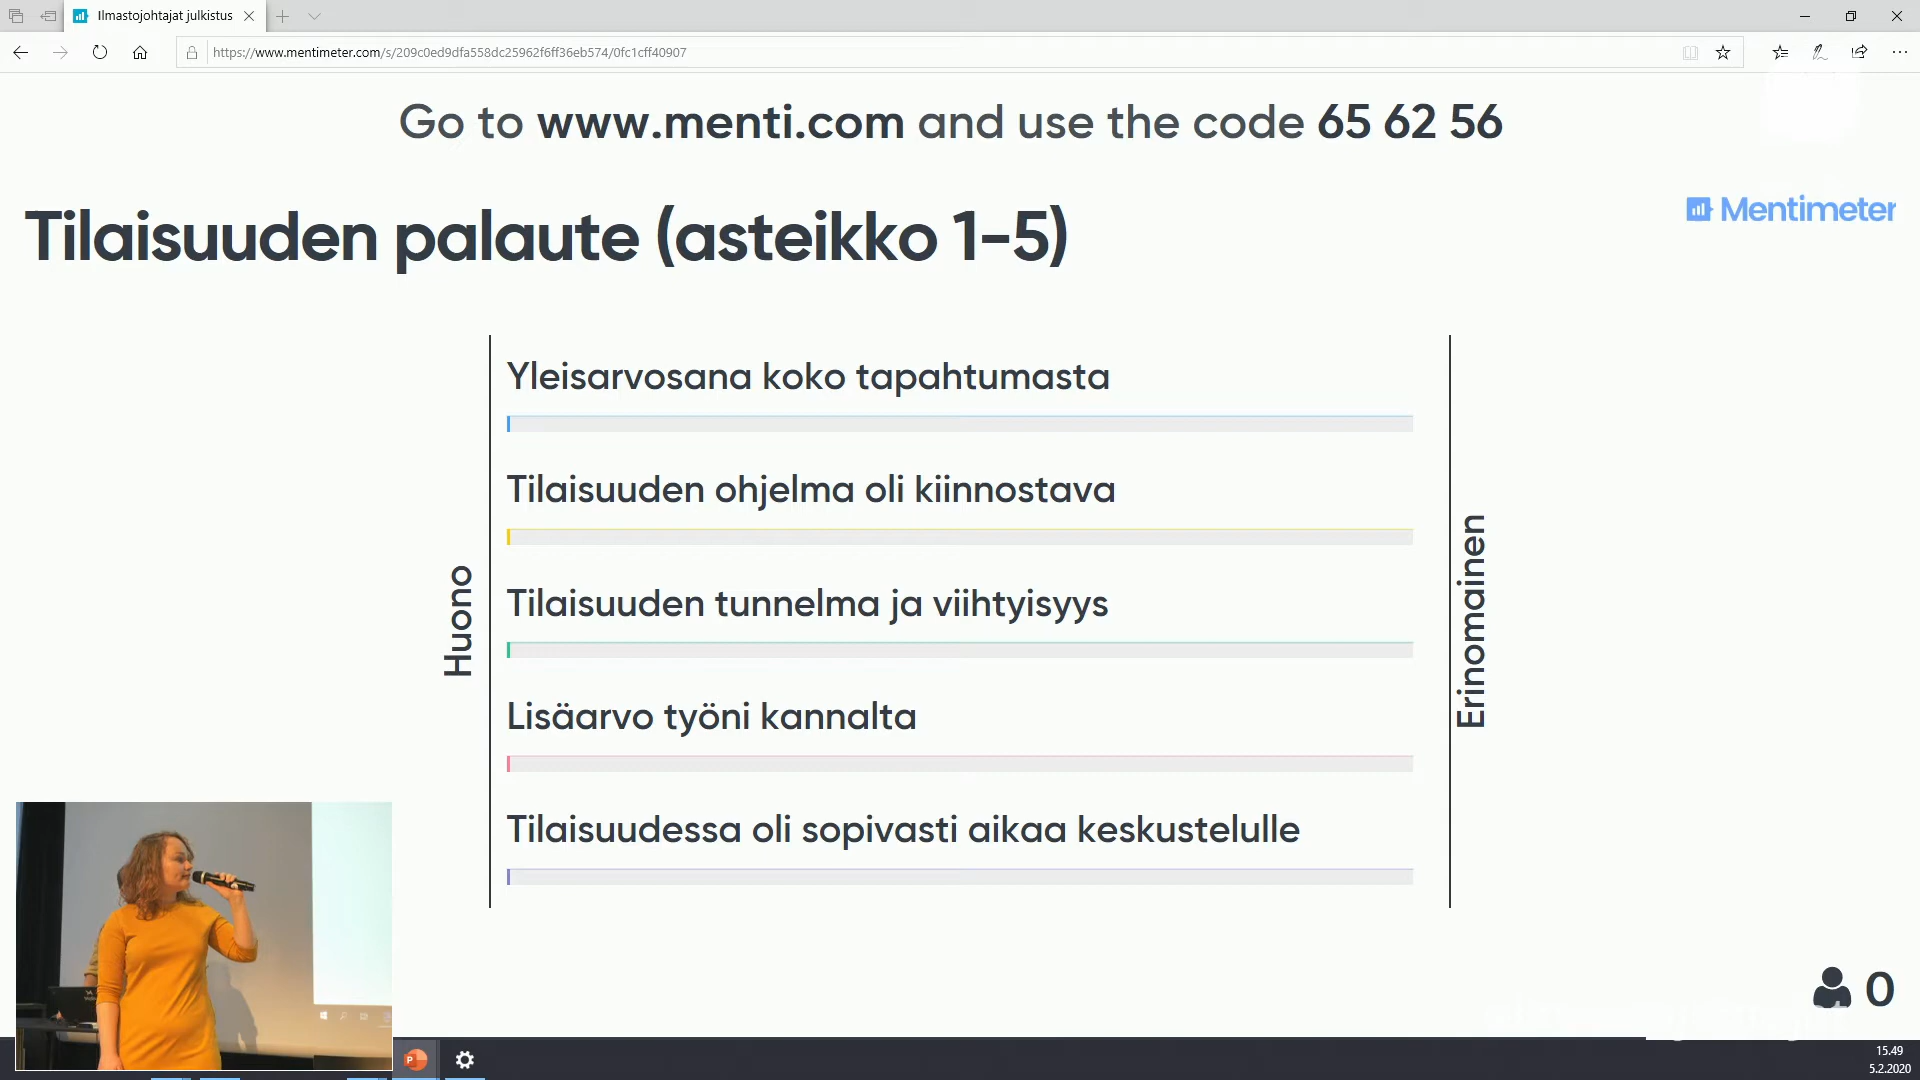 Ilmastojohtajat julkistus
https://www.mentimeter.com/s/209c0ed9dfa558dc25962f6ff36eb574/0fc1cff40907
Go to www.menti.com and use the code 65 62 56
Mentimeter
Tilaisuuden palaute (asteikko 1-5)
Huono
Yleisarvosana koko tapahtumasta
Tilaisuuden ohjelma oli kiinnostava
Tilaisuuden tunnelma ja viihtyisyys
Lisäarvo työni kannalta
Tilaisuudessa oli sopivasti aikaa keskustelulle
Erinomainen
0
15.49
5.2.2020